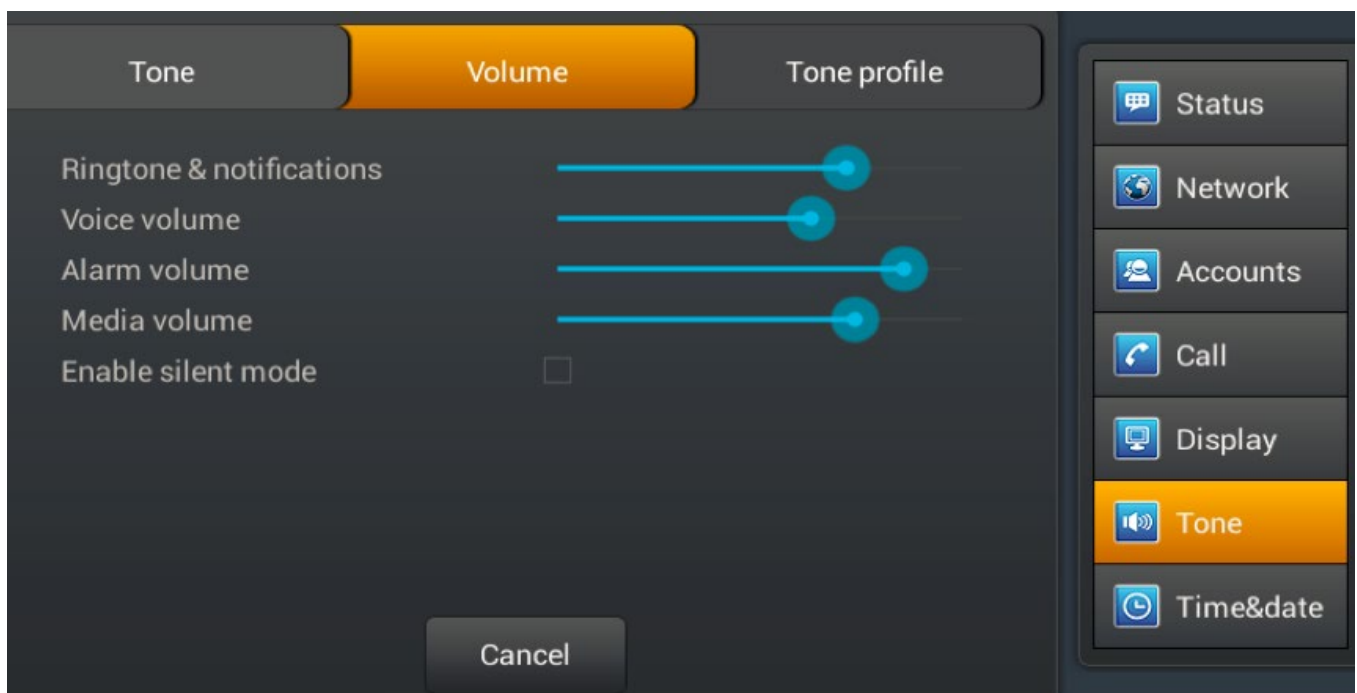 Tone Volume Tone profile
Ringtone & notifications
Voice volume
Alarm volume
Media volume
Enable silent mode
Cancel
Status
Network
Accounts
Call
Display
Tone
Time&date